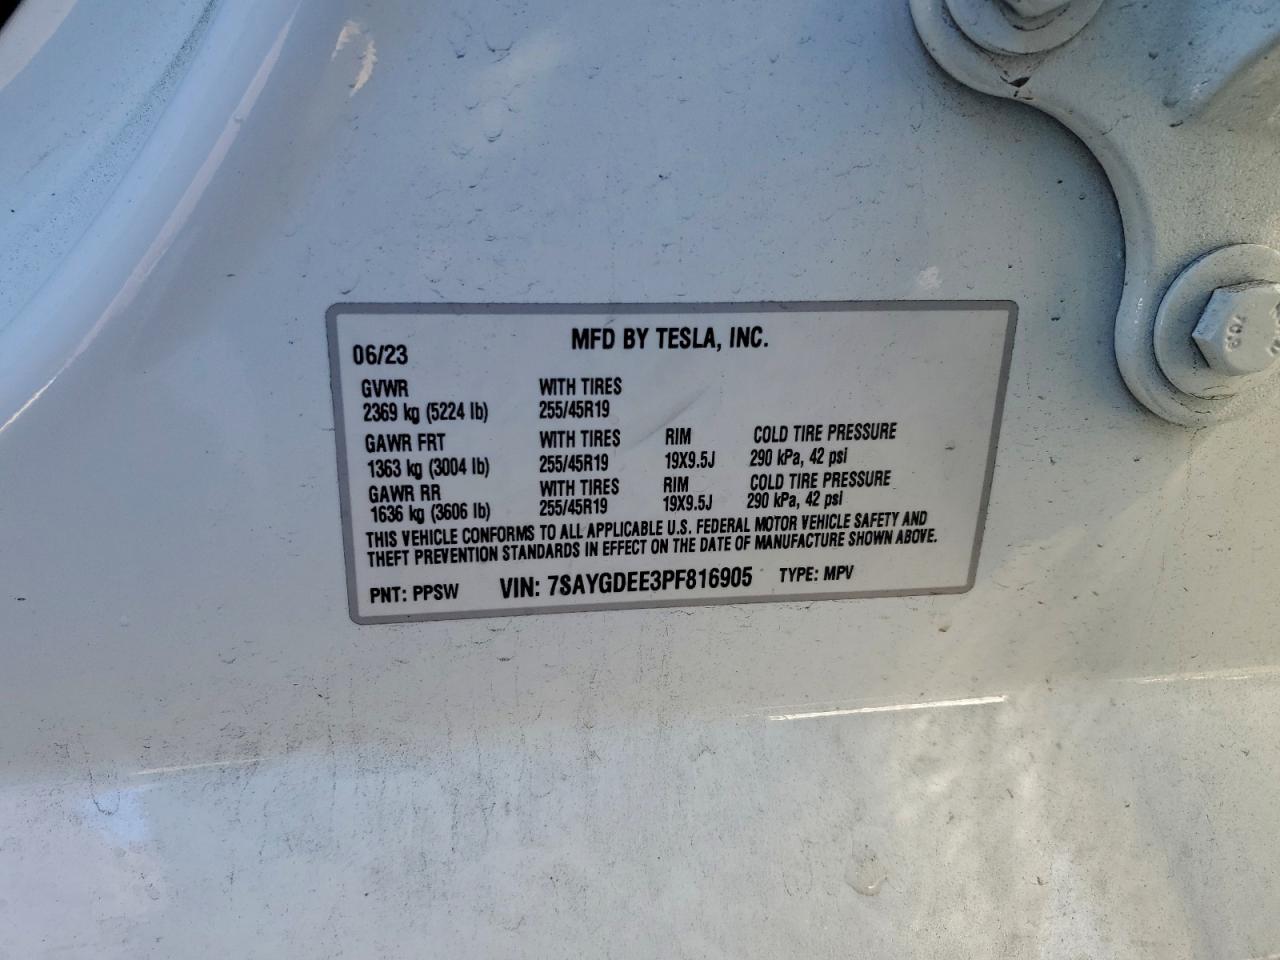 MFD BY TESLA, INC.
06/23
GVWR WITH TIRES
2369 kg (5224 lb) 255/45R19
GAWR FRT WITH TIRES RIM COLD TIRE PRESSURE
1363 kg (3004 lb) 255/45R19 19X9.5J 290 kPa, 42 psi
GAWR RR WITH TIRES RIM COLD TIRE PRESSURE
1636 kg (3606 lb) 255/45R19 19X9.5J 290 kPa, 42 psi
THIS VEHICLE CONFORMS TO ALL APPLICABLE U.S. FEDERAL MOTOR VEHICLE SAFETY AND
THEFT PREVENTION STANDARDS IN EFFECT ON THE DATE OF MANUFACTURE SHOWN ABOVE.
PNT: PPSW VIN: 7SAYGDEE3PF816905 TYPE: MPV